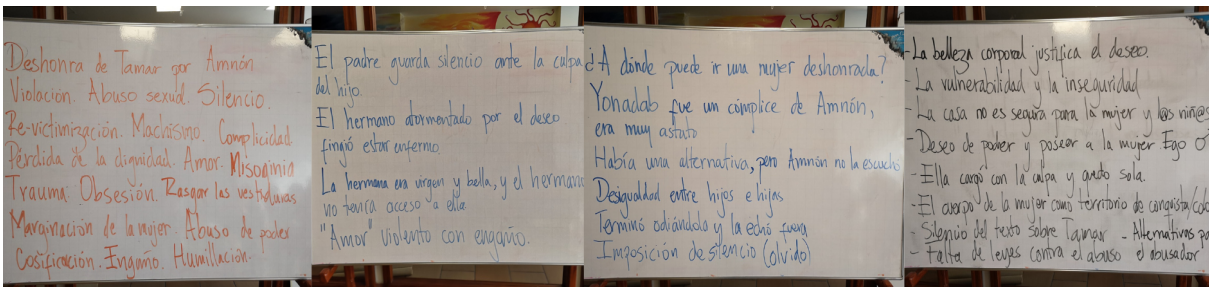 Deshonra de Tamar por Amnón
Violación. Abuso sexual. Silencio.
Re-victimización. Machismo. Complicidad.
Pérdida de la dignidad. Amor. Misoginia
Trauma. Obsesión. Rasgar las vestiduras
Marginación de la mujer. Abuso de poder
Cosificación. Engaño. Humillación.
El padre guarda silencio ante la culpa
del hijo.
El hermano atormentado por el deseo
fingió estar enfermo.
La hermana era virgen y bella, y el hermano
no tenía acceso a ella
"Amor" violento con engaño.
¿A dónde puede ir una mujer deshonrada?
Yonadab fue un cómplice de Amnón,
era muy astuto
Había una alternativa, pero Amnón no la escuchó
Desigualdad entre hijos e hijas
Terminó odiándola y la echó fuera
Imposición de silencio (olvido)
- La belleza corporal justifica el deseo.
- La vulnerabilidad y la inseguridad
- La casa no es segura para la mujer y l@s niñ@s
- Deseo de poder y poseer a la mujer Ego
- Ella cargó con la culpa y quedó sola.
- El cuerpo de la mujer como territorio de conquista/
- Silencio del texto sobre Tamar - Alternativas
- Falta de leyes contra el abuso el abusador